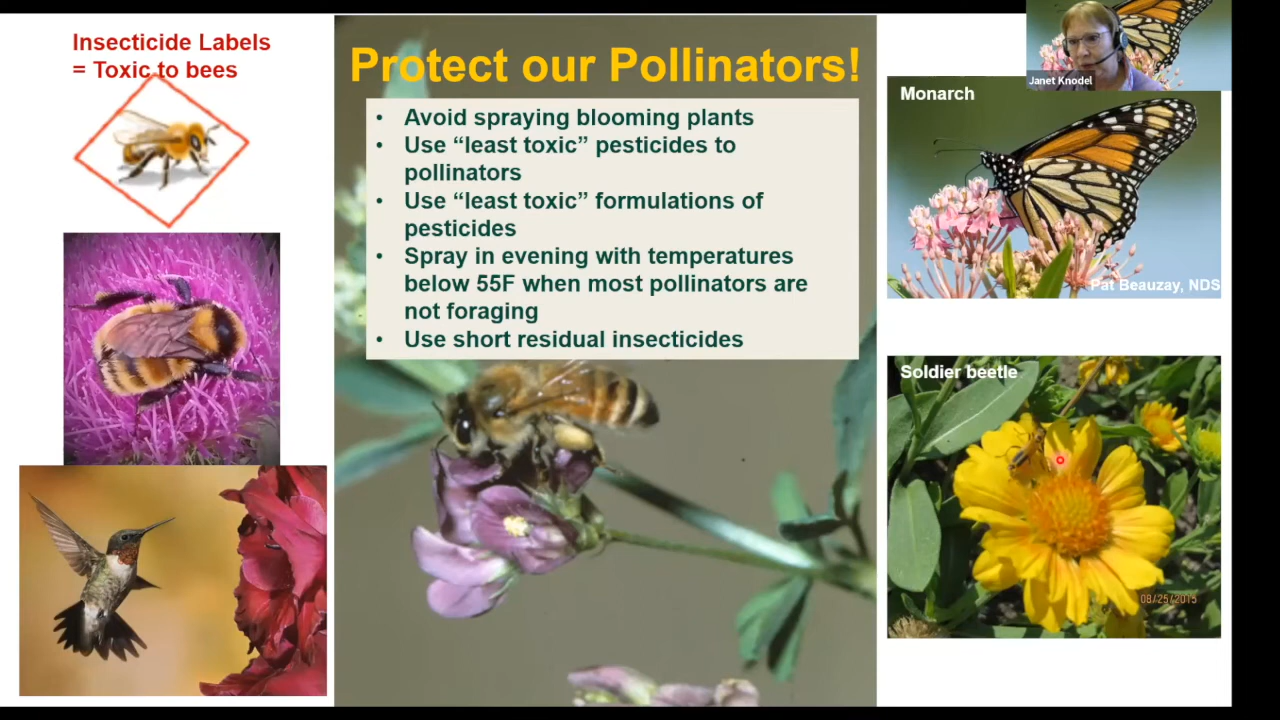 Insecticide Labels
= Toxic to bees
Protect our Pollinators!
• Avoid spraying blooming plants
• Use “least toxic” pesticides to
pollinators
• Use “least toxic” formulations of
pesticides
• Spray in evening with temperatures
below 55F when most pollinators are
not foraging
• Use short residual insecticides
Janet Knodel
Monarch
Pat Beauzay, NDS
Soldier beetle
08/25/2015